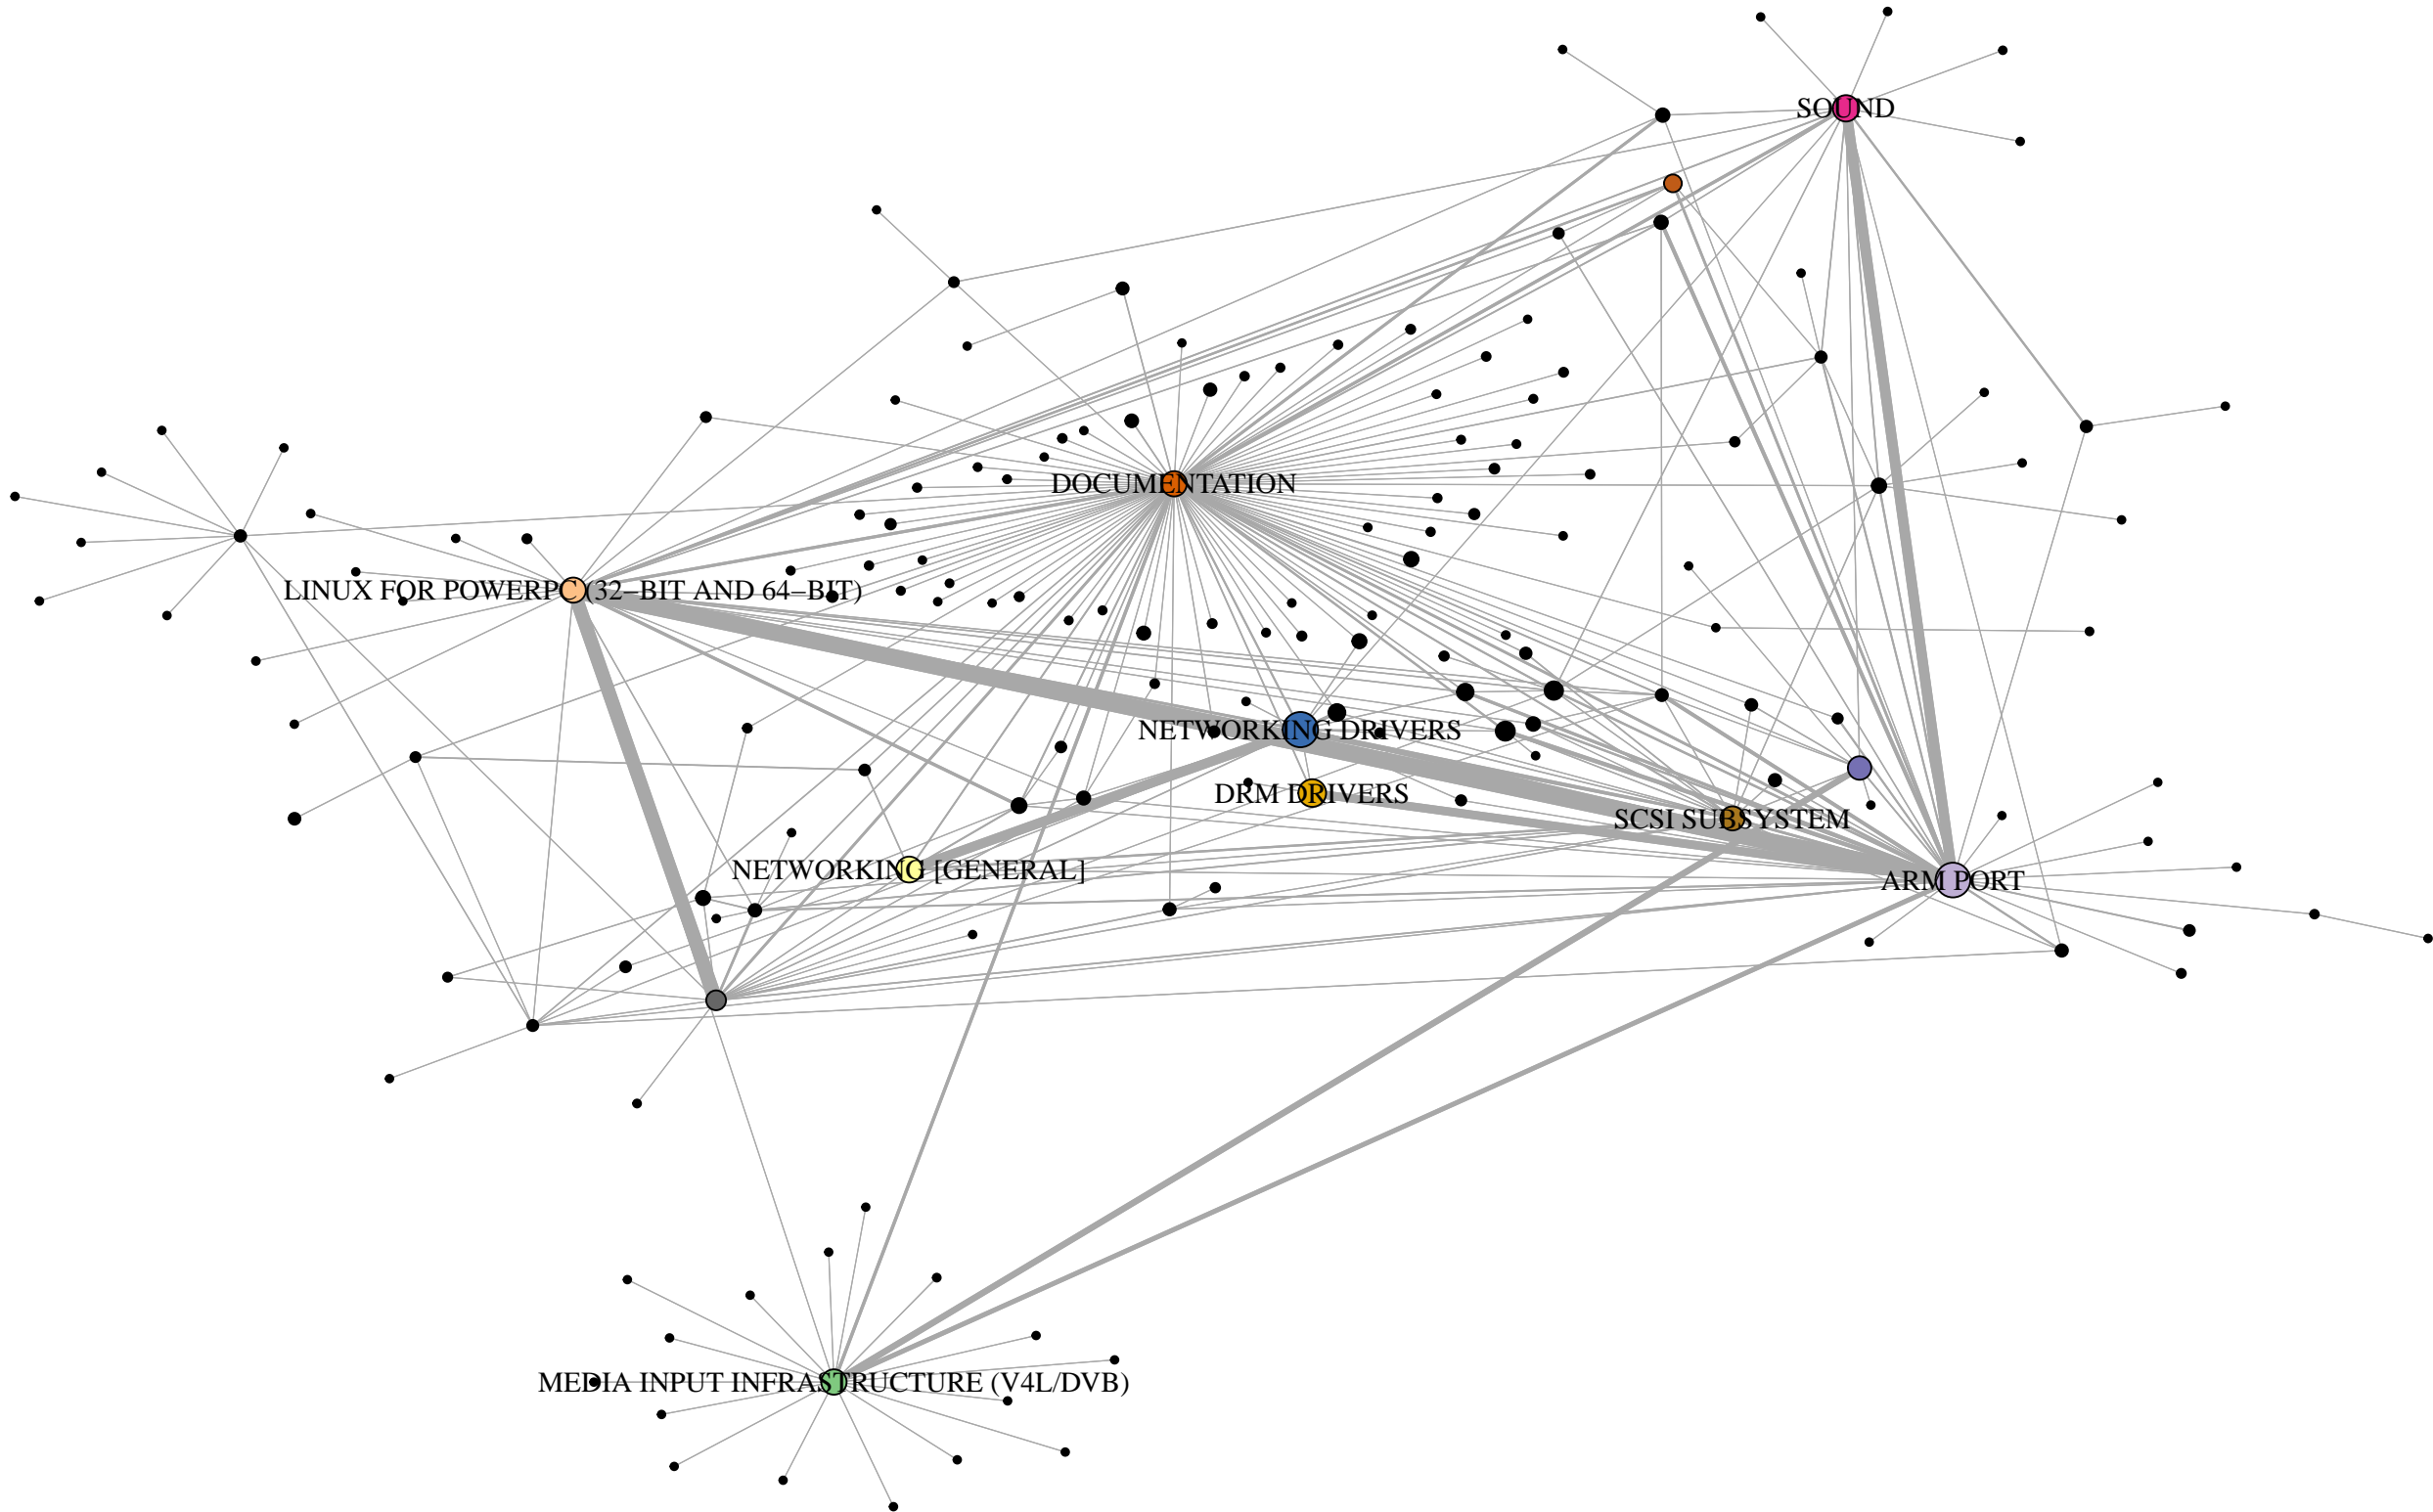 SOUND
DOCUMENTATION
LINUX FOR POWERPC (32−BIT AND 64−BIT)
NETWORKING DRIVERS
DRM DRIVERS
SCSI SUBSYSTEM
NETWORKING [GENERAL]
ARM PORT
MEDIA INPUT INFRASTRUCTURE (V4L/DVB)